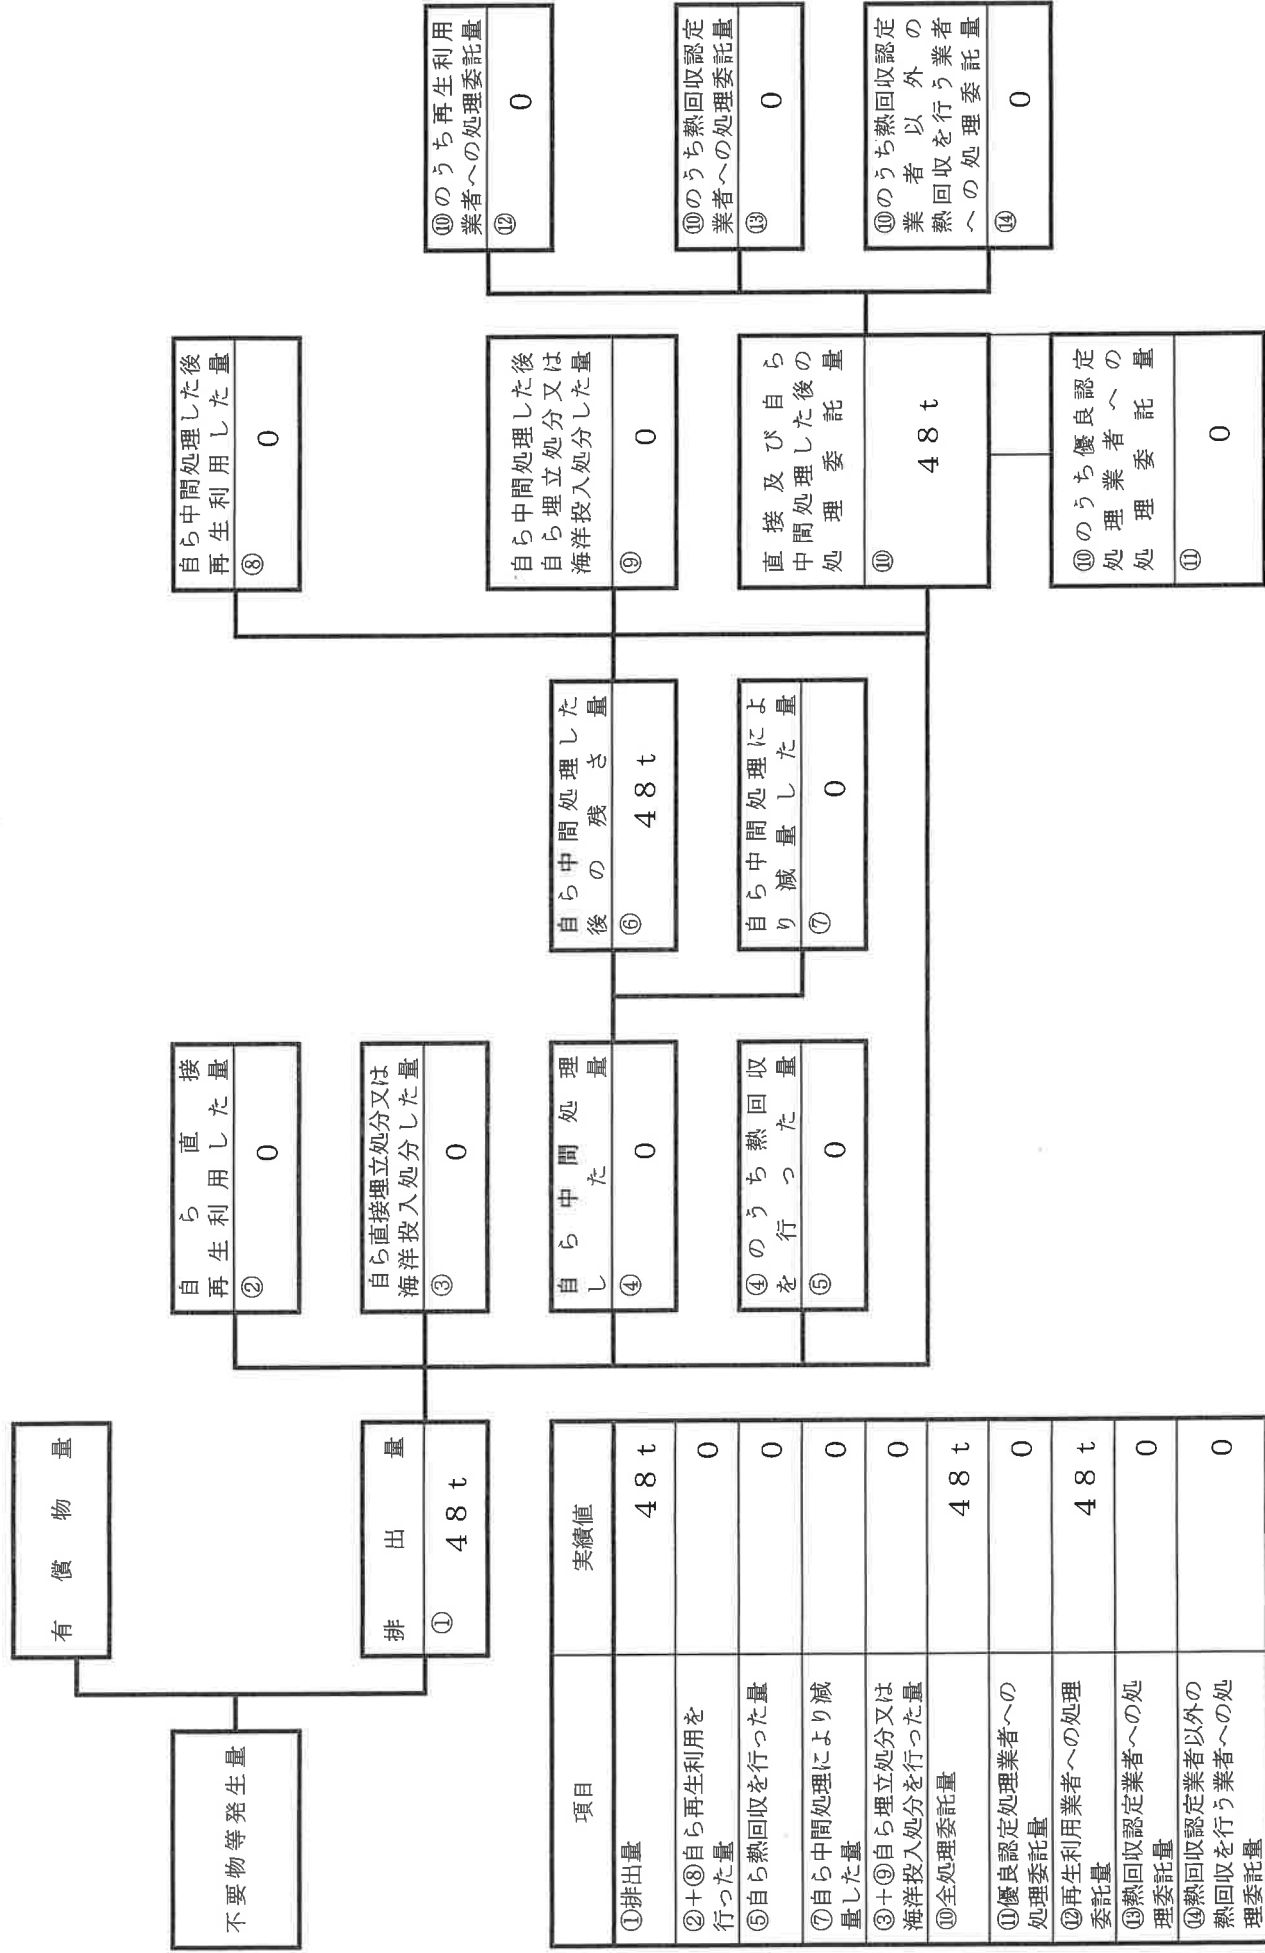 不要物等発生量
有償物量
排出量
①
48t
自ら直接
再生利用した量
②
0
自ら直接埋立処分又は
海洋投入処分した量
③
0
自ら中間処理
した量
④
0
④のうち熱回収
を行った量
⑤
0
自ら中間処理した
後の残さ量
⑥
48t
自ら中間処理によ
り減量した量
⑦
0
自ら中間処理した後
再生利用した量
⑧
0
自ら中間処理した後
自ら埋立処分又は
海洋投入処分した量
⑨
0
直接及び自ら
中間処理した後の
処理委託量
⑩
48t
⑩のうち優良認定
処理業者への
処理委託量
⑪
0
⑩のうち再生利用
業者への処理委託量
⑫
0
⑩のうち熱回収認定
業者への処理委託量
⑬
0
⑩のうち熱回収認定
業者以外の
熱回収を行う業者
への処理委託量
⑭
0
項目
実績値
①排出量
48t
②＋⑧自ら再生利用を
行った量
0
⑤自ら熱回収を行った量
0
⑦自ら中間処理により減
量した量
0
③＋⑨自ら埋立処分又は
海洋投入処分を行った量
0
⑩全処理委託量
48t
⑪優良認定処理業者への
処理委託量
0
⑫再生利用業者への処理
委託量
48t
⑬熱回収認定業者への処
理委託量
0
⑭熱回収認定業者以外の
熱回収を行う業者への処
理委託量
0